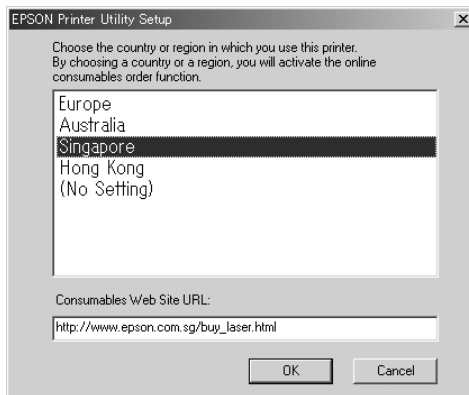 EPSON Printer Utility Setup
Choose the country or region in which you use this printer.
By choosing a country or a region, you will activate the online
consumables order function.
Europe
Australia
Singapore
Hong Kong
(No Setting)
Consumables Web Site URL:
http://www.epson.com.sg/buy_laser.html
OK
Cancel